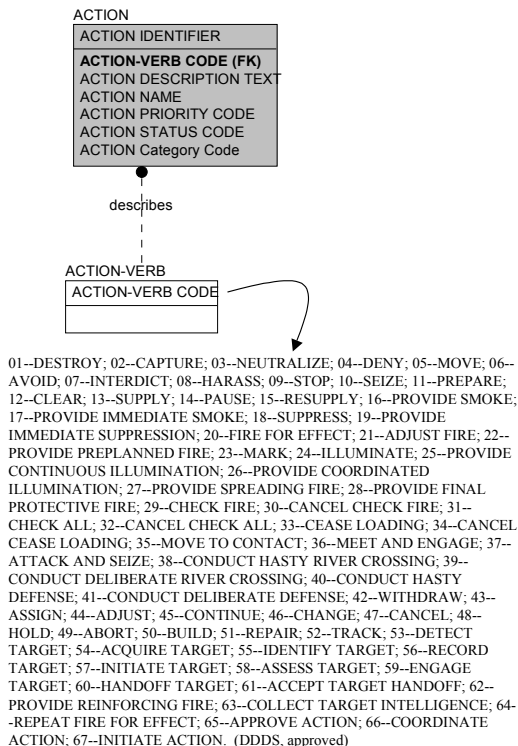 ACTION
ACTION IDENTIFIER
ACTION-VERB CODE (FK)
ACTION DESCRIPTION TEXT
ACTION NAME
ACTION PRIORITY CODE
ACTION STATUS CODE
ACTION Category Code
describes
ACTION-VERB
ACTION-VERB CODE
01--DESTROY; 02--CAPTURE; 03--NEUTRALIZE; 04--DENY; 05--MOVE; 06--
AVOID; 07--INTERDICT; 08--HARASS; 09--STOP; 10--SEIZE; 11--PREPARE;
12--CLEAR; 13--SUPPLY; 14--PAUSE; 15--RESUPPLY; 16--PROVIDE SMOKE;
17--PROVIDE IMMEDIATE SMOKE; 18--SUPPRESS; 19--PROVIDE
IMMEDIATE SUPPRESSION; 20--FIRE FOR EFFECT; 21--ADJUST FIRE; 22--
PROVIDE PREPLANNED FIRE; 23--MARK; 24--ILLUMINATE; 25--PROVIDE
CONTINUOUS ILLUMINATION; 26--PROVIDE COORDINATED
ILLUMINATION; 27--PROVIDE SPREADING FIRE; 28--PROVIDE FINAL
PROTECTIVE FIRE; 29--CHECK FIRE; 30--CANCEL CHECK FIRE; 31--
CHECK ALL; 32--CANCEL CHECK ALL; 33--CEASE LOADING; 34--CANCEL
CEASE LOADING; 35--MOVE TO CONTACT; 36--MEET AND ENGAGE; 37--
ATTACK AND SEIZE; 38--CONDUCT HASTY RIVER CROSSING; 39--
CONDUCT DELIBERATE RIVER CROSSING; 40--CONDUCT HASTY
DEFENSE; 41--CONDUCT DELIBERATE DEFENSE; 42--WITHDRAW; 43--
ASSIGN; 44--ADJUST; 45--CONTINUE; 46--CHANGE; 47--CANCEL; 48--
HOLD; 49--ABORT; 50--BUILD; 51--REPAIR; 52--TRACK; 53--DETECT
TARGET; 54--ACQUIRE TARGET; 55--IDENTIFY TARGET; 56--RECORD
TARGET; 57--INITIATE TARGET; 58--ASSESS TARGET; 59--ENGAGE
TARGET; 60--HANDOFF TARGET; 61--ACCEPT TARGET HANDOFF; 62--
PROVIDE REINFORCING FIRE; 63--COLLECT TARGET INTELLIGENCE; 64-
-REPEAT FIRE FOR EFFECT; 65--APPROVE ACTION; 66--COORDINATE
ACTION; 67--INITIATE ACTION. (DDDS, approved)